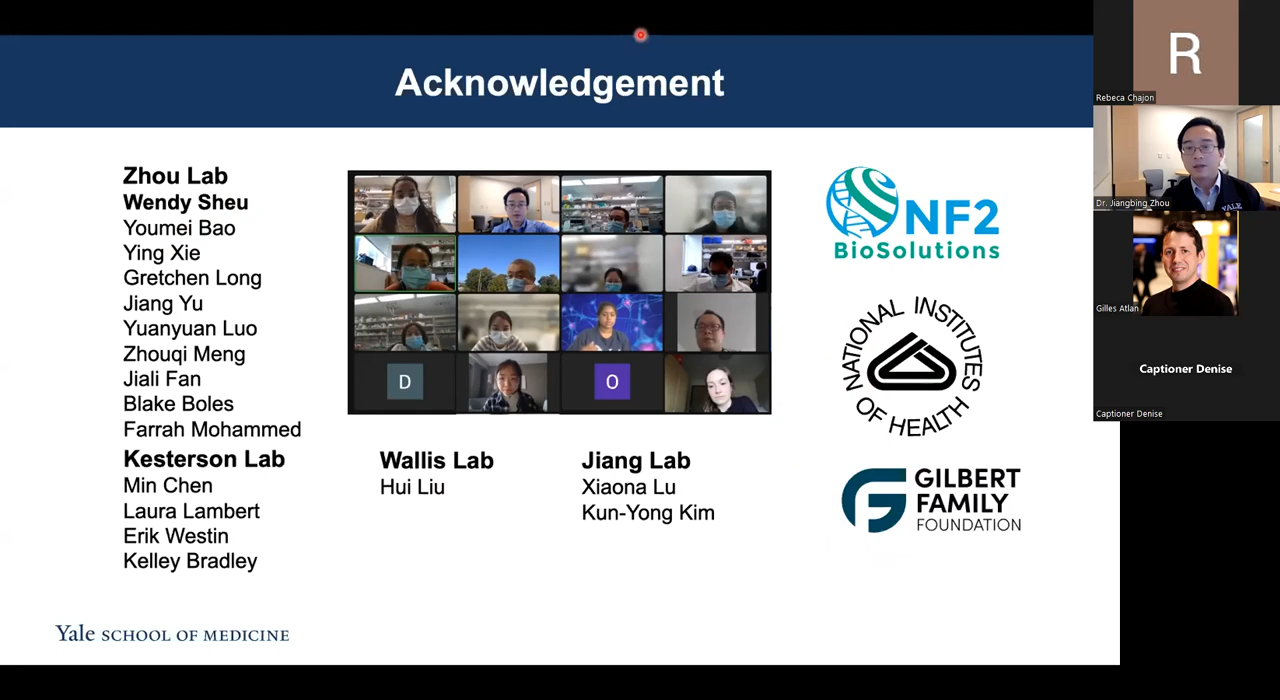 Acknowledgement
Zhou Lab
Wendy Sheu
Youmei Bao
Ying Xie
Gretchen Long
Jiang Yu
Yuanyuan Luo
Zhouqi Meng
Jiali Fan
Blake Boles
Farrah Mohammed
Kesterson Lab
Min Chen
Laura Lambert
Erik Westin
Kelley Bradley
D
O
Wallis Lab
Hui Liu
Jiang Lab
Xiaona Lu
Kun-Yong Kim
NF2
BioSolutions
NATIONAL INSTITUTES
OF HEALTH
GILBERT
FAMILY
FOUNDATION
Yale SCHOOL OF MEDICINE
R
Rebeca Chajon
YALE
Dr. Jiangbing Zhou
Gilles Atlan
Captioner Denise
Captioner Denise